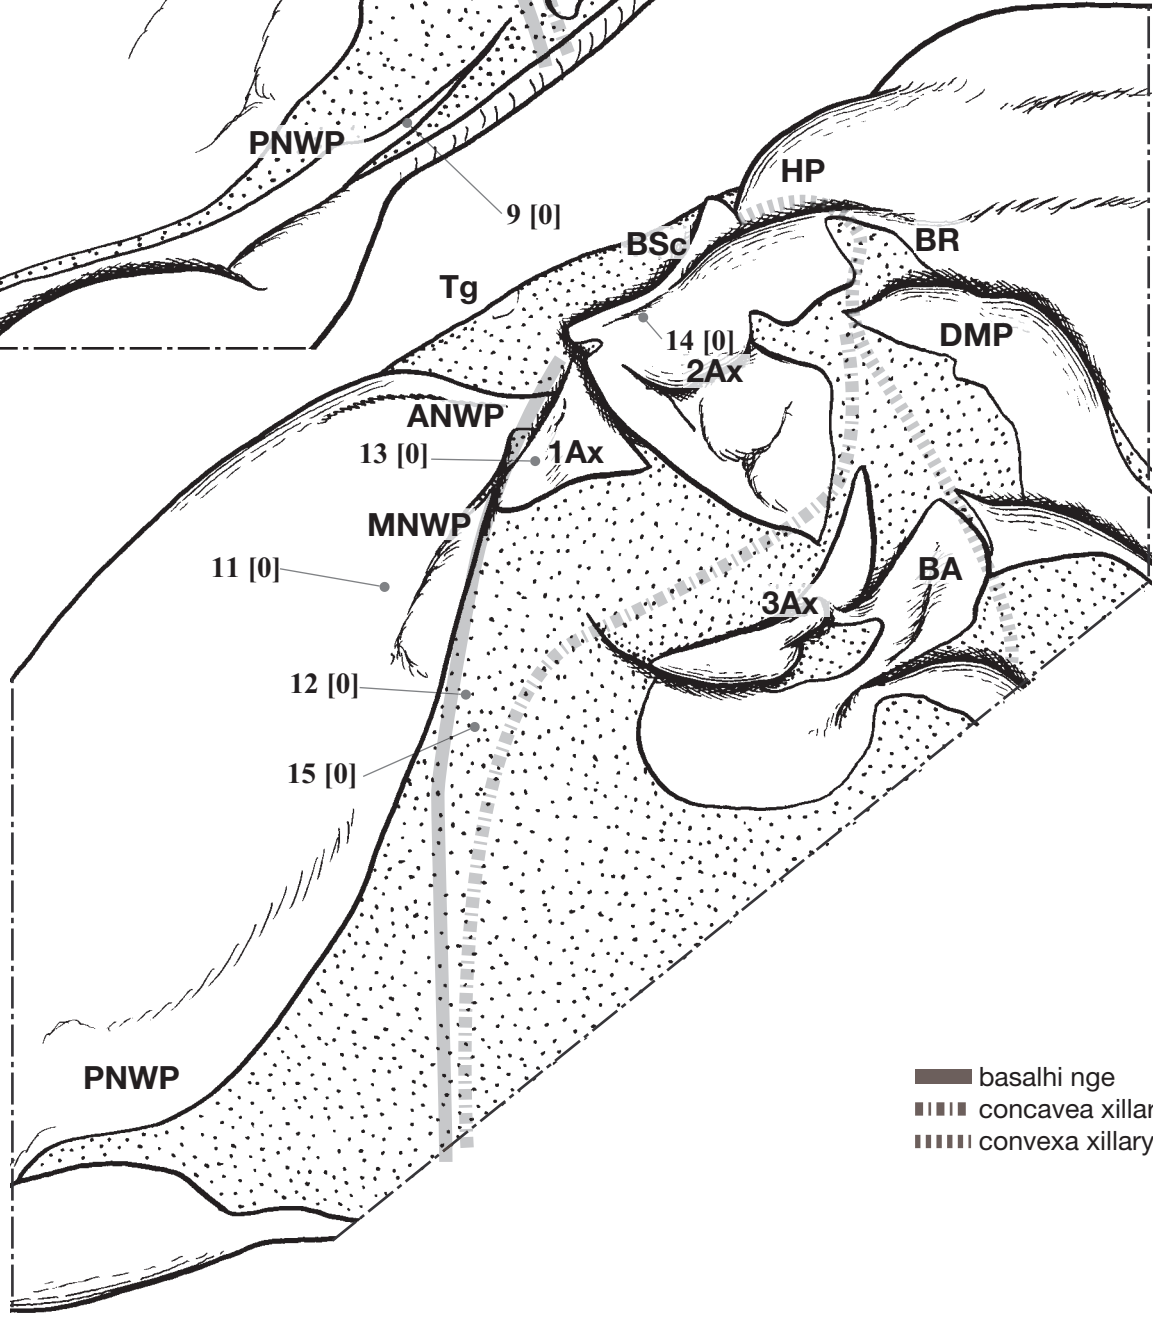 PNWP
9 [0]
HP
BSc
BR
Tg
14 [0]
DMP
2Ax
ANWP
13 [0]
1Ax
MNWP
11 [0]
BA
3Ax
12 [0]
15 [0]
PNWP
basalhi nge
concavea xillar
convexa xillary